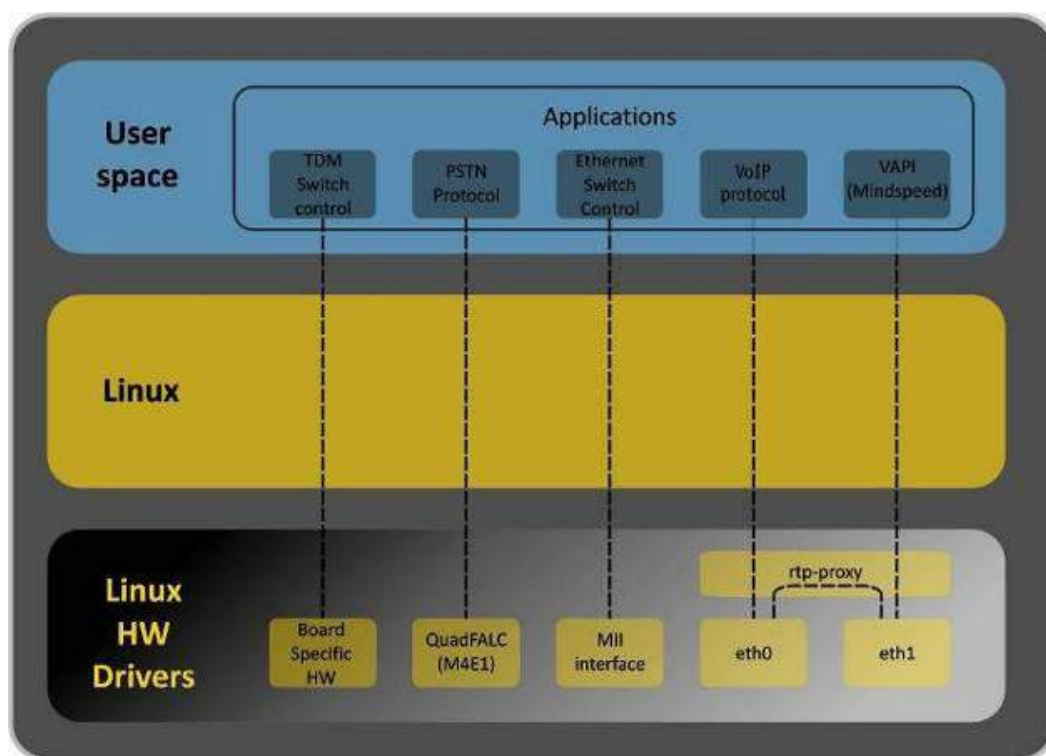 User
space
Applications
TDM
Switch
control
PSTN
Protocol
Ethernet
Switch
Control
VoIP
protocol
VAPI
(Mindspeed)
Linux
Linux
HW
Drivers
rtp-proxy
Board
Specific
HW
QuadFALC
(M4E1)
MII
interface
eth0
eth1